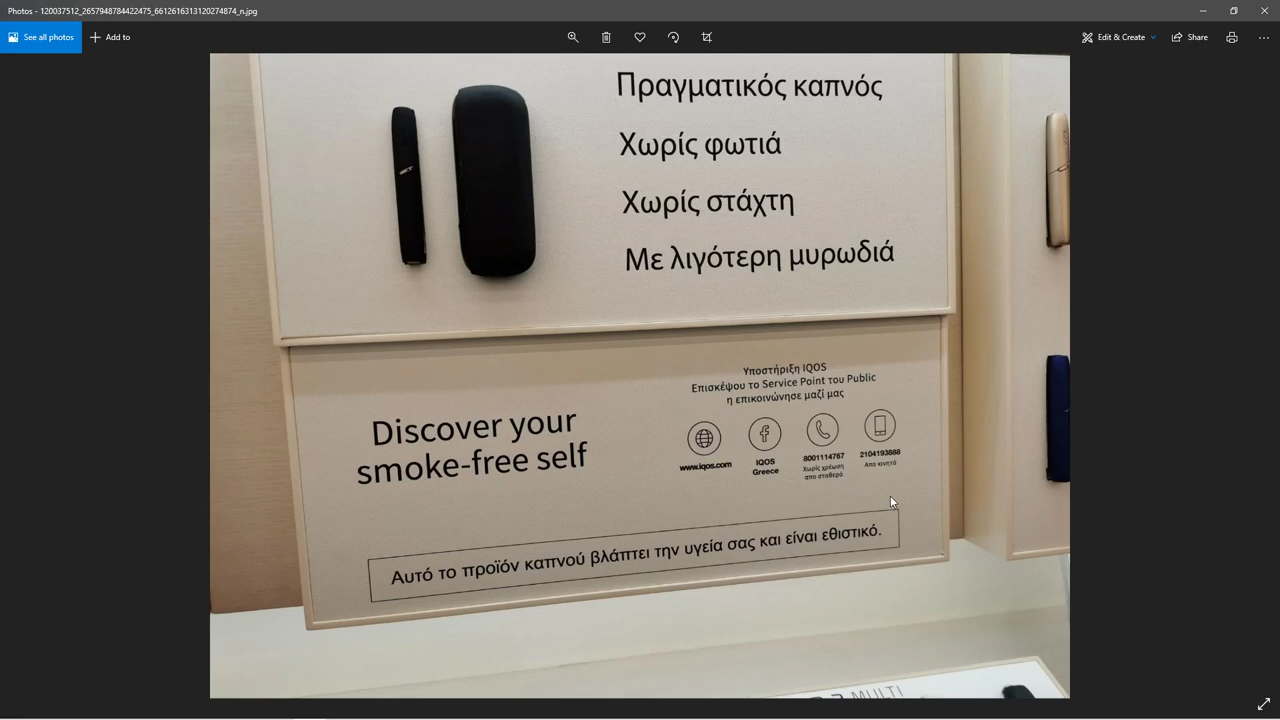 Photos - 120037512_2657948784422475_6612616313120274874_n.jpg
See all photos
Add to
Edit & Create
Share
Πραγματικός καπνός
Χωρίς φωτιά
Χωρίς στάχτη
Με λιγότερη μυρωδιά
Discover your
smoke-free self
Υποστήριξη IQOS
Επισκέψου το Service Point του Public
η επικοινώνησε μαζί μας
www.iqos.com
IQOS
Greece
8001114767
Χωρίς χρέωση
απο σταθερό
2104193888
Απο κινητό
Αυτό το προϊόν καπνού βλάπτει την υγεία σας και είναι εθιστικό.
MULTI